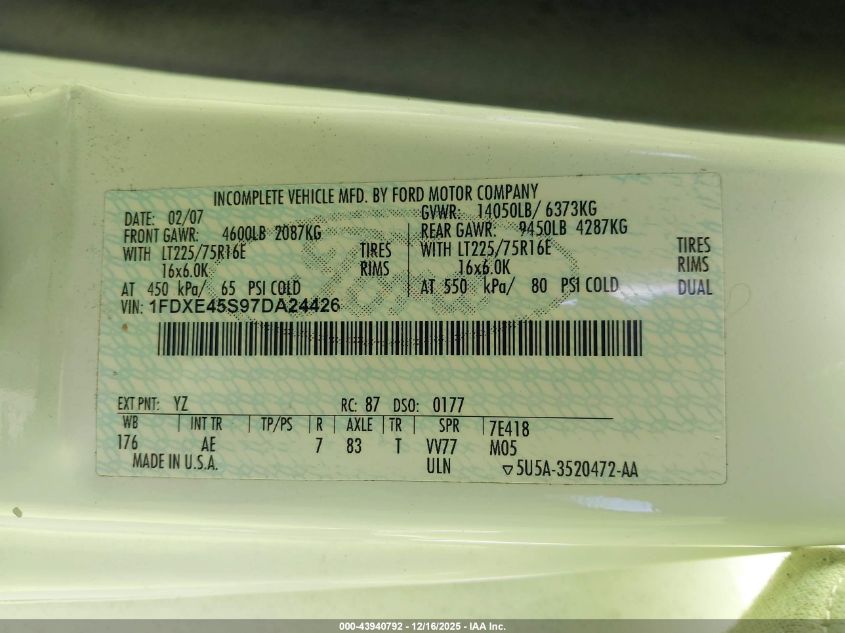 INCOMPLETE VEHICLE MFD. BY FORD MOTOR COMPANY
DATE: 02/07 GVWR: 14050LB/ 6373KG
FRONT GAWR: 4600LB 2087KG REAR GAWR: 9450LB 4287KG
WITH LT225/75R16E TIRES WITH LT225/75R16E TIRES
16x6.0K RIMS 16x6.0K RIMS
AT 450 kPa/ 65 PSI COLD AT 550 kPa/ 80 PSI COLD DUAL
VIN: 1FDXE45S97DA24426
EXT PNT: YZ RC: 87 DSO: 0177
WB INT TR TP/PS R AXLE TR SPR 7E418
176 AE 7 83 T VV77 M05
MADE IN U.S.A. ULN ▽5U5A-3520472-AA
000-43940792 - 12/16/2025 - IAA Inc.